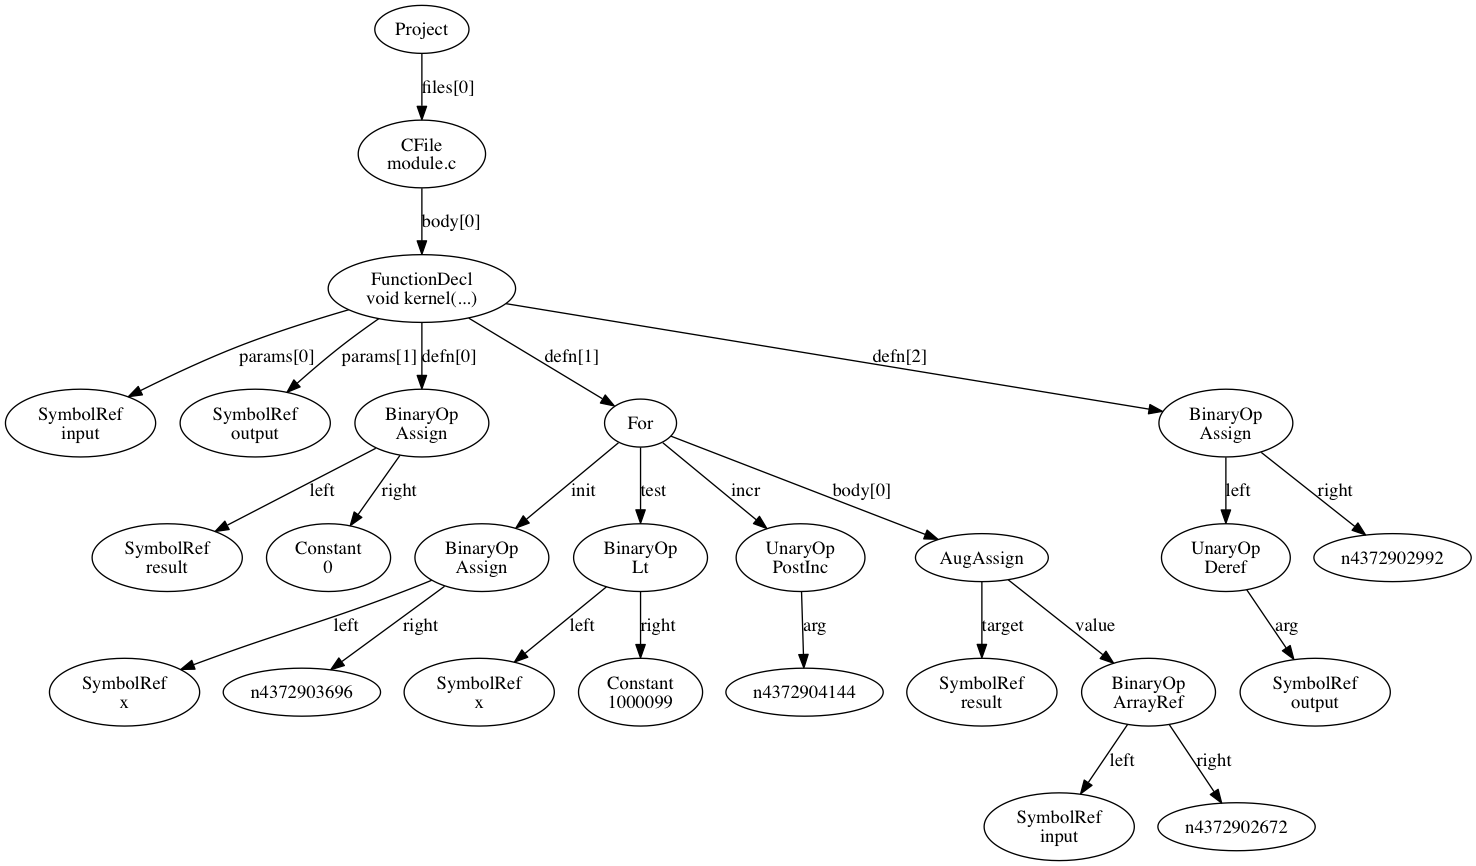 Project
files[0]
CFile
module.c
body[0]
FunctionDecl
void kernel(...)
params[0] params[1] defn[0] defn[1] defn[2]
SymbolRef
input
SymbolRef
output
BinaryOp
Assign
For
BinaryOp
Assign
left right init test incr body[0] left right
SymbolRef
result
Constant
0
BinaryOp
Assign
BinaryOp
Lt
UnaryOp
PostInc
AugAssign
UnaryOp
Deref
n4372902992
left right left right arg target value arg
SymbolRef
x
n4372903696
SymbolRef
x
Constant
1000099
n4372904144
SymbolRef
result
BinaryOp
ArrayRef
SymbolRef
output
left right
SymbolRef
input
n4372902672